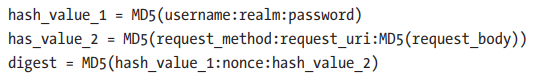 hash_value_1 = MD5(username:realm:password)
has_value_2 = MD5(request_method:request_uri:MD5(request_body))
digest = MD5(hash_value_1:nonce:hash_value_2)